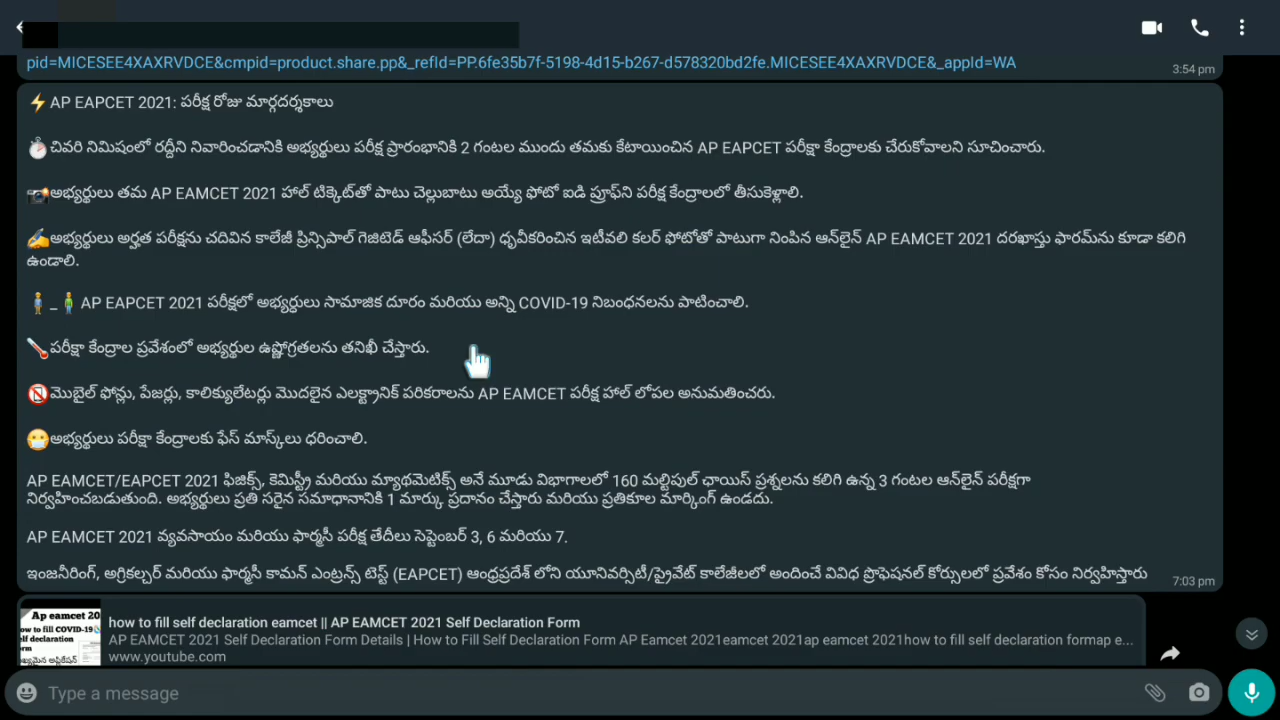 pid=MICESEE4XAXRVDCE&cmpid=product.share.pp&_refId=PP.6fe35b7f-5198-4d15-b267-d578320bd2fe.MICESEE4XAXRVDCE&_appId=WA
3:54 pm
⚡AP EAPCET 2021: పరీక్ష రోజు మార్గదర్శకాలు
⏱️చివరి నిమిషంలో రద్దీని నివారించడానికి అభ్యర్థులు పరీక్ష ప్రారంభానికి 2 గంటల ముందు తమకు కేటాయించిన AP EAPCET పరీక్షా కేంద్రాలకు చేరుకోవాలని సూచించారు.
📸అభ్యర్థులు తమ AP EAMCET 2021 హాల్ టిక్కెట్‌తో పాటు చెల్లుబాటు అయ్యే ఫోటో ఐడి ప్రూఫ్‌ని పరీక్ష కేంద్రాలలో తీసుకెళ్లాలి.
✍️అభ్యర్థులు అర్హత పరీక్షను చదివిన కాలేజీ ప్రిన్సిపాల్ గెజిటెడ్ ఆఫీసర్ (లేదా) ధృవీకరించిన ఇటీవలి కలర్ ఫోటోతో పాటుగా నింపిన ఆన్‌లైన్ AP EAMCET 2021 దరఖాస్తు ఫారమ్‌ను కూడా కలిగి
ఉండాలి.
🧍_🧍‍♂️ AP EAPCET 2021 పరీక్షలో అభ్యర్థులు సామాజిక దూరం మరియు అన్ని COVID-19 నిబంధనలను పాటించాలి.
🌡️పరీక్షా కేంద్రాల ప్రవేశంలో అభ్యర్థుల ఉష్ణోగ్రతలను తనిఖీ చేస్తారు.
📵మొబైల్ ఫోన్లు, పేజర్లు, కాలిక్యులేటర్లు మొదలైన ఎలక్ట్రానిక్ పరికరాలను AP EAMCET పరీక్ష హాల్ లోపల అనుమతించరు.
😷అభ్యర్థులు పరీక్షా కేంద్రాలకు ఫేస్ మాస్క్‌లు ధరించాలి.
AP EAMCET/EAPCET 2021 ఫిజిక్స్, కెమిస్ట్రీ మరియు మ్యాథమెటిక్స్ అనే మూడు విభాగాలలో 160 మల్టిపుల్ ఛాయిస్ ప్రశ్నలను కలిగి ఉన్న 3 గంటల ఆన్‌లైన్ పరీక్షగా
నిర్వహించబడుతుంది. అభ్యర్థులు ప్రతి సరైన సమాధానానికి 1 మార్కు ప్రదానం చేస్తారు మరియు ప్రతికూల మార్కింగ్ ఉండదు.
AP EAMCET 2021 వ్యవసాయం మరియు ఫార్మసీ పరీక్ష తేదీలు సెప్టెంబర్ 3, 6 మరియు 7.
ఇంజనీరింగ్, అగ్రికల్చర్ మరియు ఫార్మసీ కామన్ ఎంట్రన్స్ టెస్ట్ (EAPCET) ఆంధ్రప్రదేశ్ లోని యూనివర్సిటీ/ప్రైవేట్ కాలేజీలలో అందించే వివిధ ప్రొఫెషనల్ కోర్సులలో ప్రవేశం కోసం నిర్వహిస్తారు
7:03 pm
Ap eamcet 20
how to fill self declaration eamcet || AP EAMCET 2021 Self Declaration Form
AP EAMCET 2021 Self Declaration Form Details | How to Fill Self Declaration Form AP Eamcet 2021eamcet 2021ap eamcet 2021how to fill self declaration formap e...
www.youtube.com
Type a message